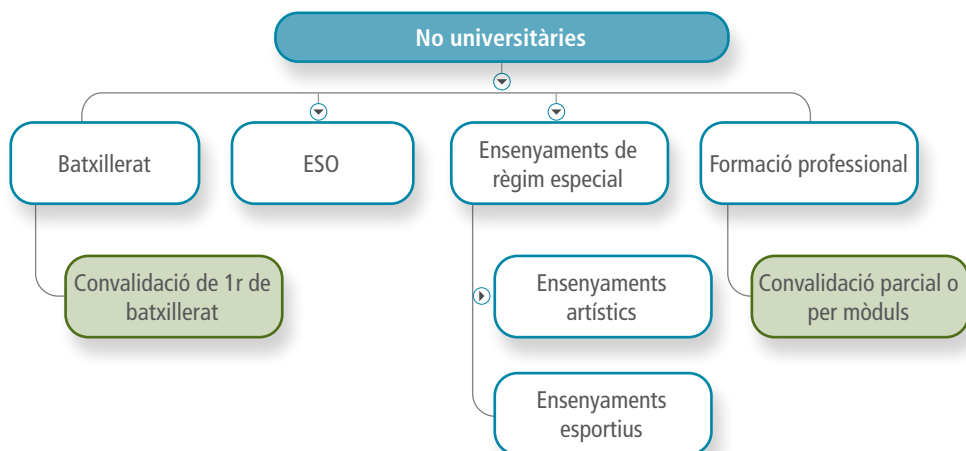 No universitàries
Batxillerat
ESO
Ensenyaments de
règim especial
Formació professional
Convalidació de 1r de
batxillerat
Ensenyaments
artístics
Convalidació parcial o
per mòduls
Ensenyaments
esportius